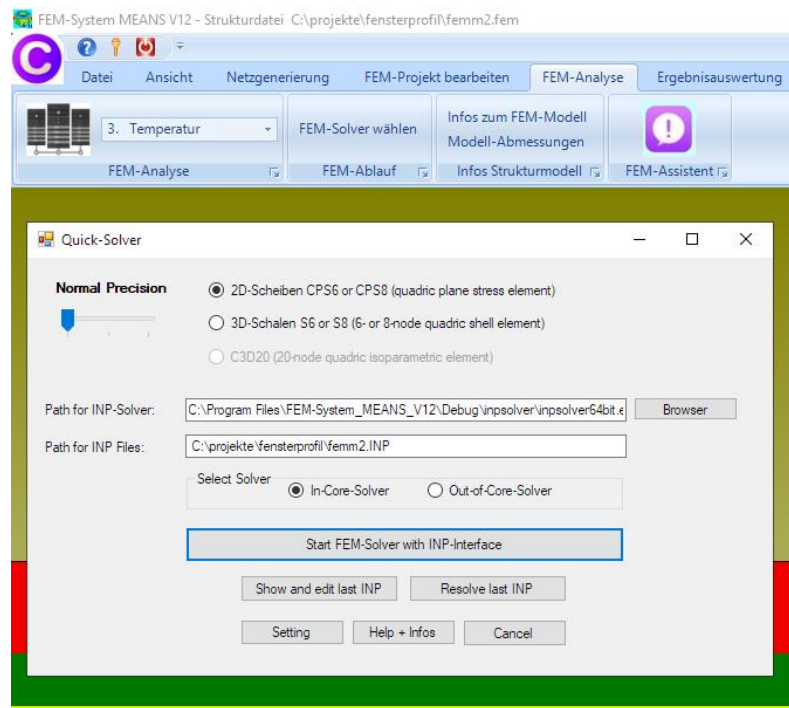 FEM-System MEANS V12 - Strukturdatei C:\projekte\fensterprofil\femm2.fem
C
Datei Ansicht Netzgenerierung FEM-Projekt bearbeiten FEM-Analyse Ergebnisauswertung
3. Temperatur
FEM-Solver wählen
Infos zum FEM-Modell
Modell-Abmessungen
FEM-Analyse FEM-Ablauf Infos Strukturmodell FEM-Assistent
Quick-Solver
Normal Precision
2D-Scheiben CPS6 or CPS8 (quadric plane stress element)
3D-Schalen S6 or S8 (6- or 8-node quadric shell element)
C3D20 (20-node quadric isoparametric element)
Path for INP-Solver: C:\Program Files\FEM-System_MEANS_V12\Debug\inpsolver\inpsolver64bit.e Browser
Path for INP Files: C:\projekte\fensterprofil\femm2.INP
Select Solver
In-Core-Solver Out-of-Core-Solver
Start FEM-Solver with INP-Interface
Show and edit last INP Resolve last INP
Setting Help + Infos Cancel